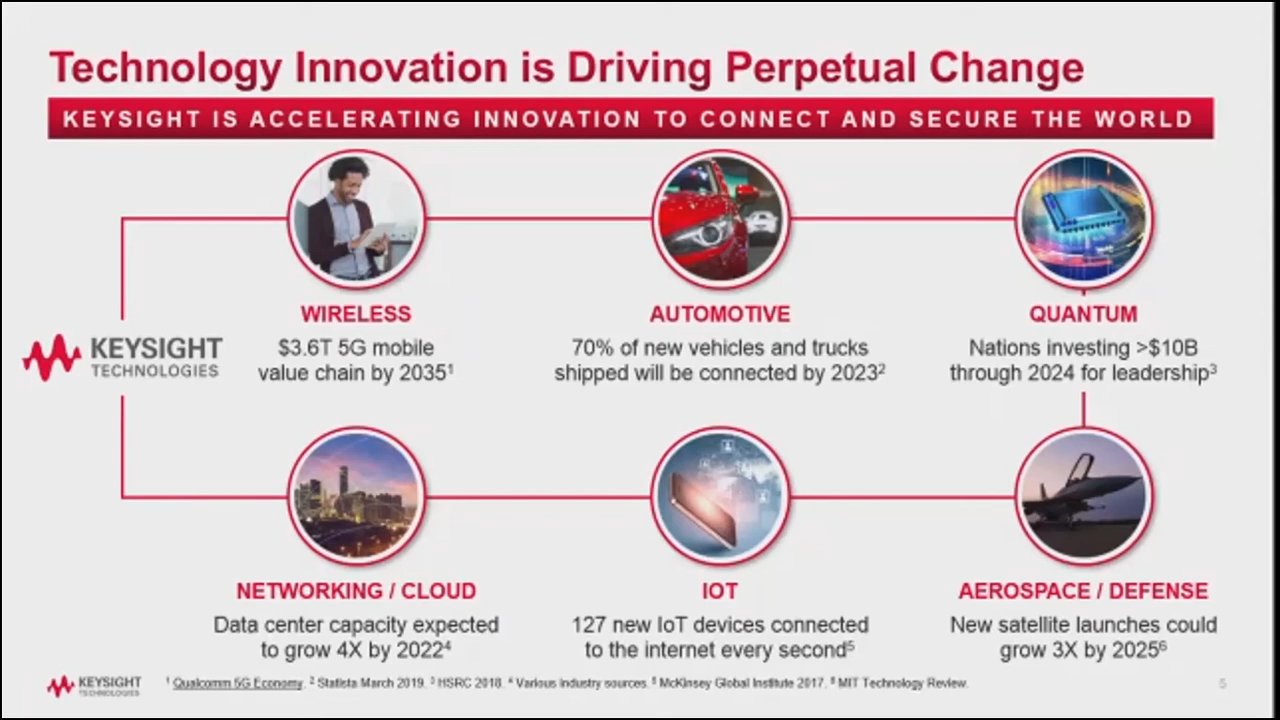 Technology Innovation is Driving Perpetual Change
KEYSIGHT IS ACCELERATING INNOVATION TO CONNECT AND SECURE THE WORLD
WIRELESS
$3.6T 5G mobile
value chain by 2035¹
AUTOMOTIVE
70% of new vehicles and trucks
shipped will be connected by 2023²
QUANTUM
Nations investing >$10B
through 2024 for leadership³
KEYSIGHT
TECHNOLOGIES
NETWORKING / CLOUD
Data center capacity expected
to grow 4X by 2022⁴
IOT
127 new IoT devices connected
to the internet every second⁵
AEROSPACE / DEFENSE
New satellite launches could
grow 3X by 2025⁶
KEYSIGHT
TECHNOLOGIES
¹ Qualcomm 5G Economy. ² Statista March 2019. ³ HSRC 2018. ⁴ Various industry sources. ⁵ McKinsey Global Institute 2017. ⁶ MIT Technology Review.
5